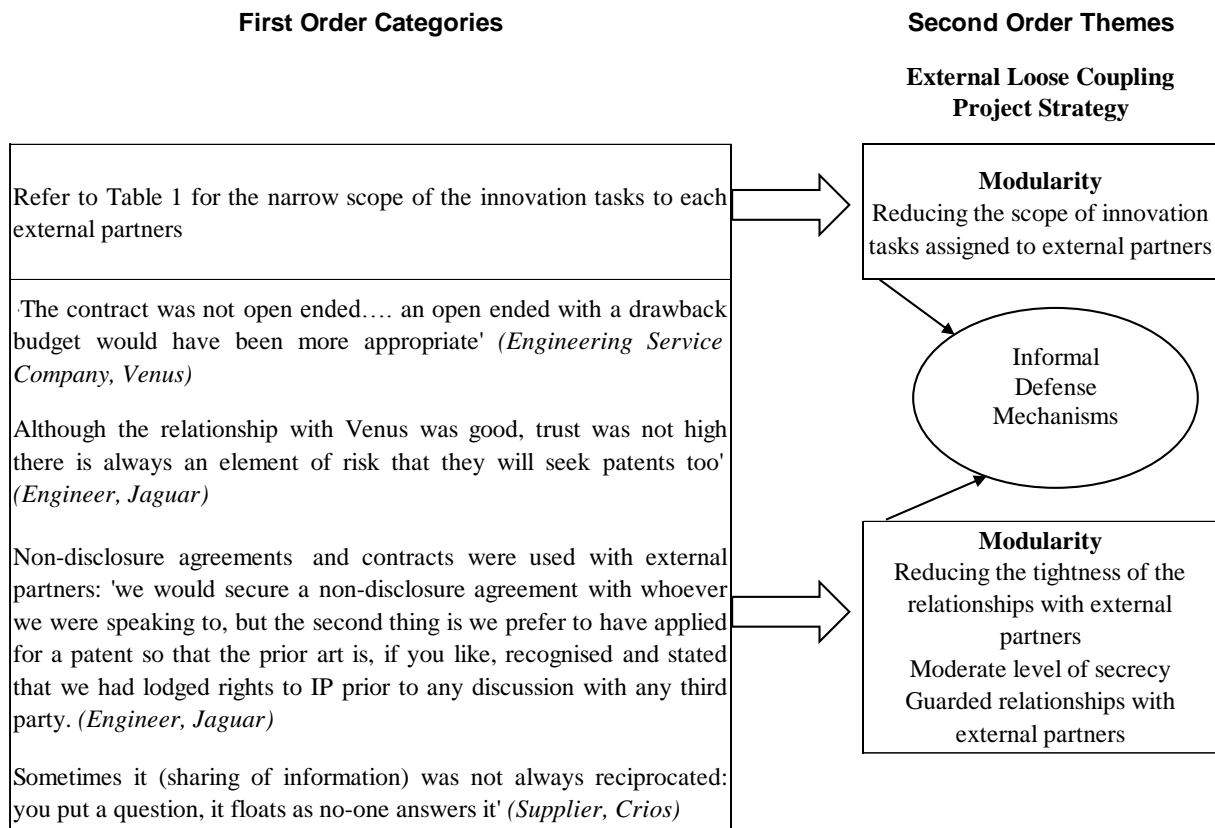 First Order Categories
Second Order Themes
External Loose Coupling
Project Strategy
Refer to Table 1 for the narrow scope of the innovation tasks to each
external partners
Modularity
Reducing the scope of innovation
tasks assigned to external partners
'The contract was not open ended…. an open ended with a drawback
budget would have been more appropriate' (Engineering Service
Company, Venus)
Although the relationship with Venus was good, trust was not high
there is always an element of risk that they will seek patents too'
(Engineer, Jaguar)
Non-disclosure agreements and contracts were used with external
partners: 'we would secure a non-disclosure agreement with whoever
we were speaking to, but the second thing is we prefer to have applied
for a patent so that the prior art is, if you like, recognised and stated
that we had lodged rights to IP prior to any discussion with any third
party. (Engineer, Jaguar)
Sometimes it (sharing of information) was not always reciprocated:
you put a question, it floats as no-one answers it' (Supplier, Crios)
Informal
Defense
Mechanisms
Modularity
Reducing the tightness of the
relationships with external
partners
Moderate level of secrecy
Guarded relationships with
external partners